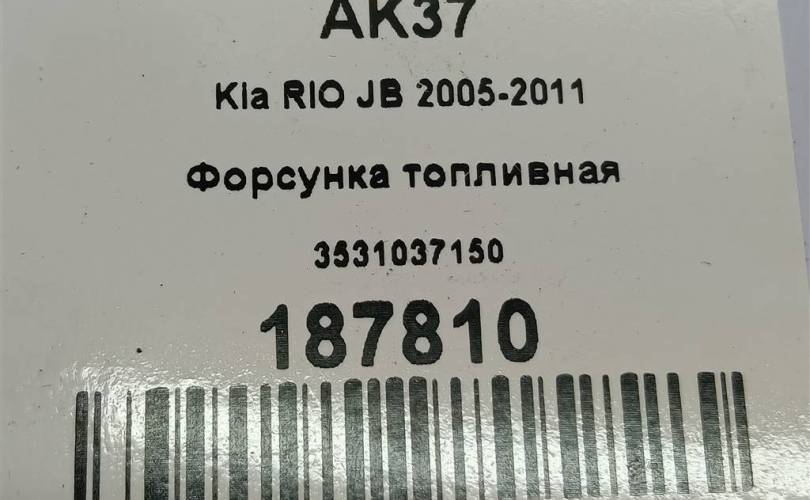 AK37
Kia RIO JB 2005-2011
Форсунка топливная
3531037150
187810